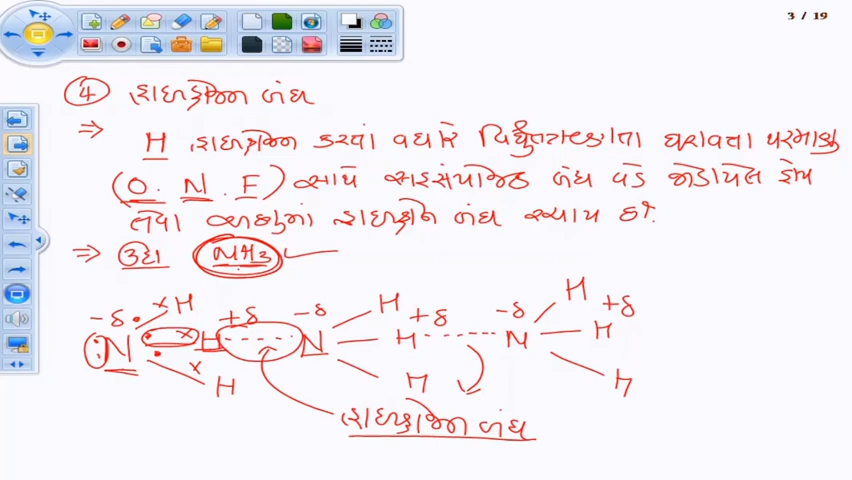 3 / 19
④ હાઇડ્રોજન બંધ
⇒ H હાઇડ્રોજન કરતાં વધારે વિદ્યુતઋણતા ધરાવતા પરમાણુ
(O. N. F) સાથે સહસંયોજક બંધ વડે જોડાયેલ હોય
તેવા અણુમાં હાઇડ્રોજન બંધ રચાય છે.
⇒ ઉદા NH3
-δ H +δ -δ H +δ -δ H +δ
:N H ----- N H ----- N H
H H H
હાઇડ્રોજન બંધ